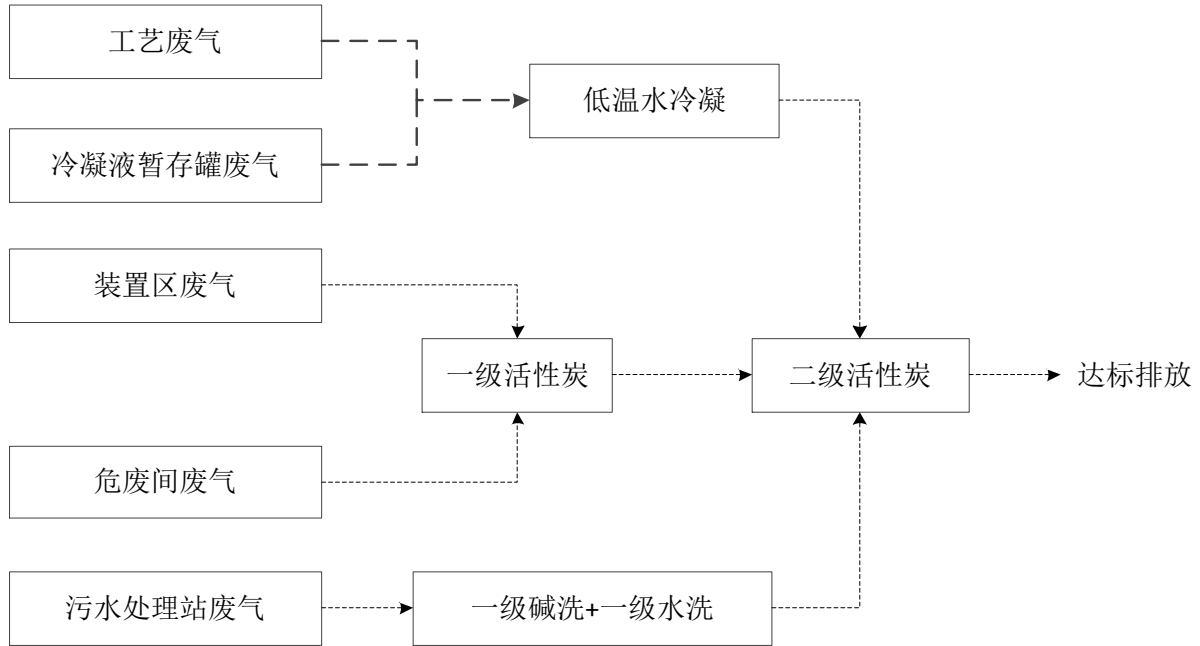 工艺废气
低温水冷凝
冷凝液暂存罐废气
装置区废气
一级活性炭
二级活性炭
达标排放
危废间废气
污水处理站废气
一级碱洗+一级水洗